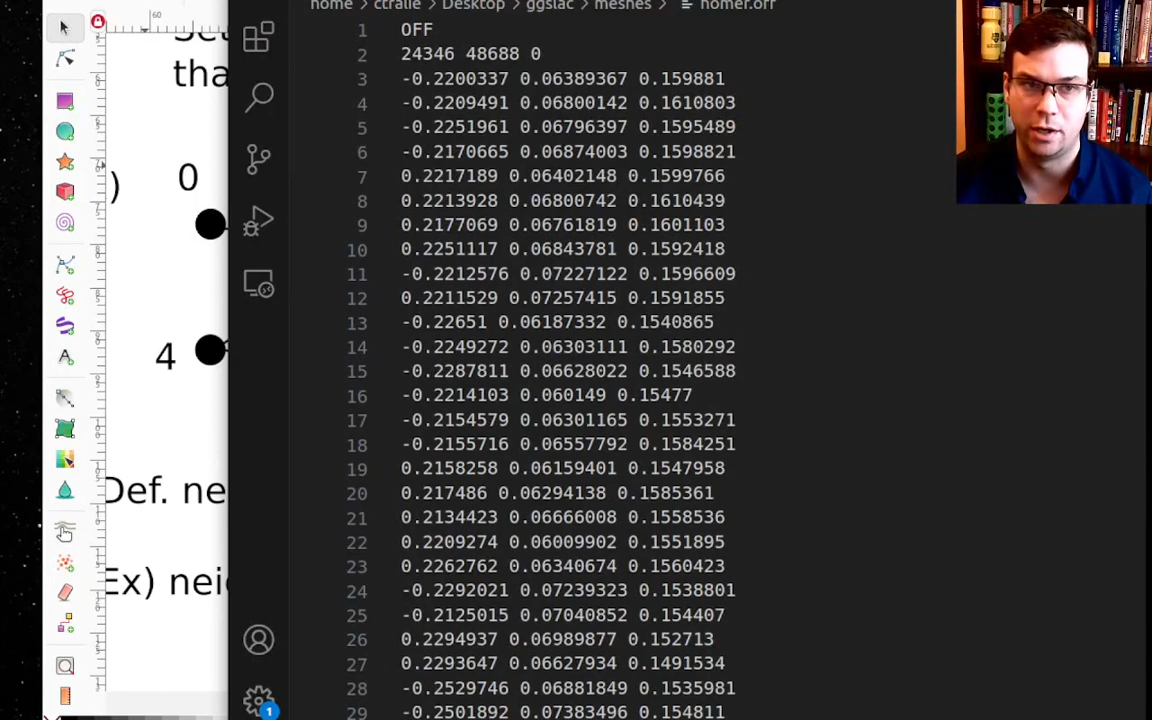 home ctralie Desktop ggslac meshes homer.off
60
Set
tha
)
0
4
Def. ne
Ex) nei
1 OFF
2 24346 48688 0
3 -0.2200337 0.06389367 0.159881
4 -0.2209491 0.06800142 0.1610803
5 -0.2251961 0.06796397 0.1595489
6 -0.2170665 0.06874003 0.1598821
7 0.2217189 0.06402148 0.1599766
8 0.2213928 0.06800742 0.1610439
9 0.2177069 0.06761819 0.1601103
10 0.2251117 0.06843781 0.1592418
11 -0.2212576 0.07227122 0.1596609
12 0.2211529 0.07257415 0.1591855
13 -0.22651 0.06187332 0.1540865
14 -0.2249272 0.06303111 0.1580292
15 -0.2287811 0.06628022 0.1546588
16 -0.2214103 0.060149 0.15477
17 -0.2154579 0.06301165 0.1553271
18 -0.2155716 0.06557792 0.1584251
19 0.2158258 0.06159401 0.1547958
20 0.217486 0.06294138 0.1585361
21 0.2134423 0.06666008 0.1558536
22 0.2209274 0.06009902 0.1551895
23 0.2262762 0.06340674 0.1560423
24 -0.2292021 0.07239323 0.1538801
25 -0.2125015 0.07040852 0.154407
26 0.2294937 0.06989877 0.152713
27 0.2293647 0.06627934 0.1491534
28 -0.2529746 0.06881849 0.1535981
29 -0.2501892 0.07383496 0.154811
1